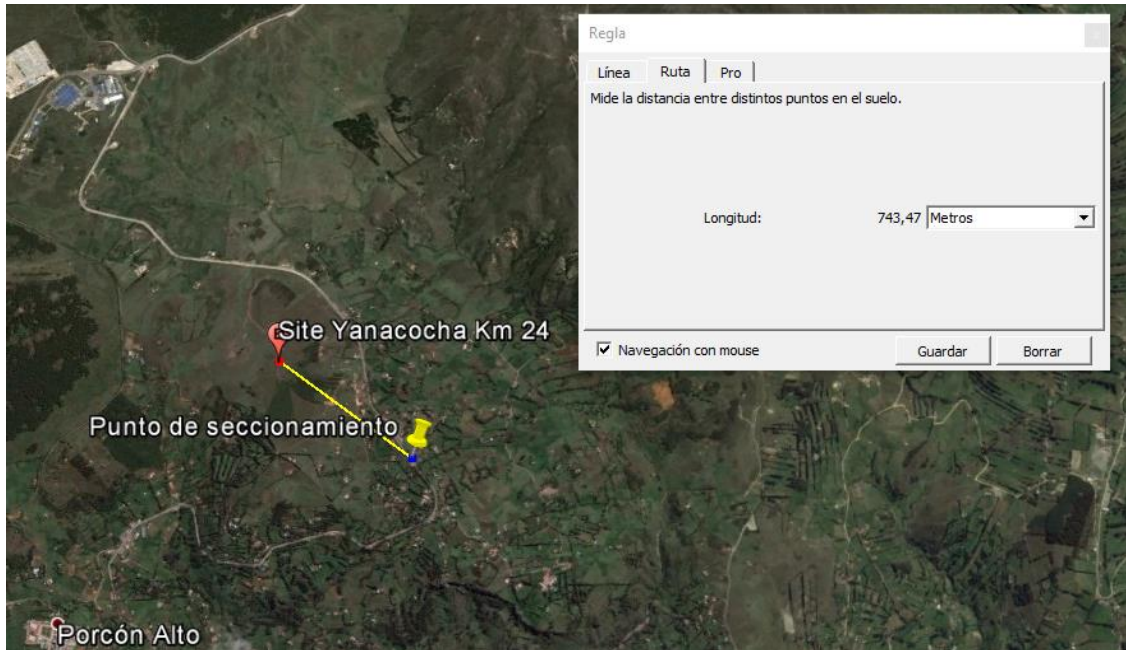 Regla
Línea Ruta Pro
Mide la distancia entre distintos puntos en el suelo.
Longitud: 743,47 Metros
Navegación con mouse Guardar Borrar
Site Yanacocha Km 24
Punto de seccionamiento
Porcón Alto